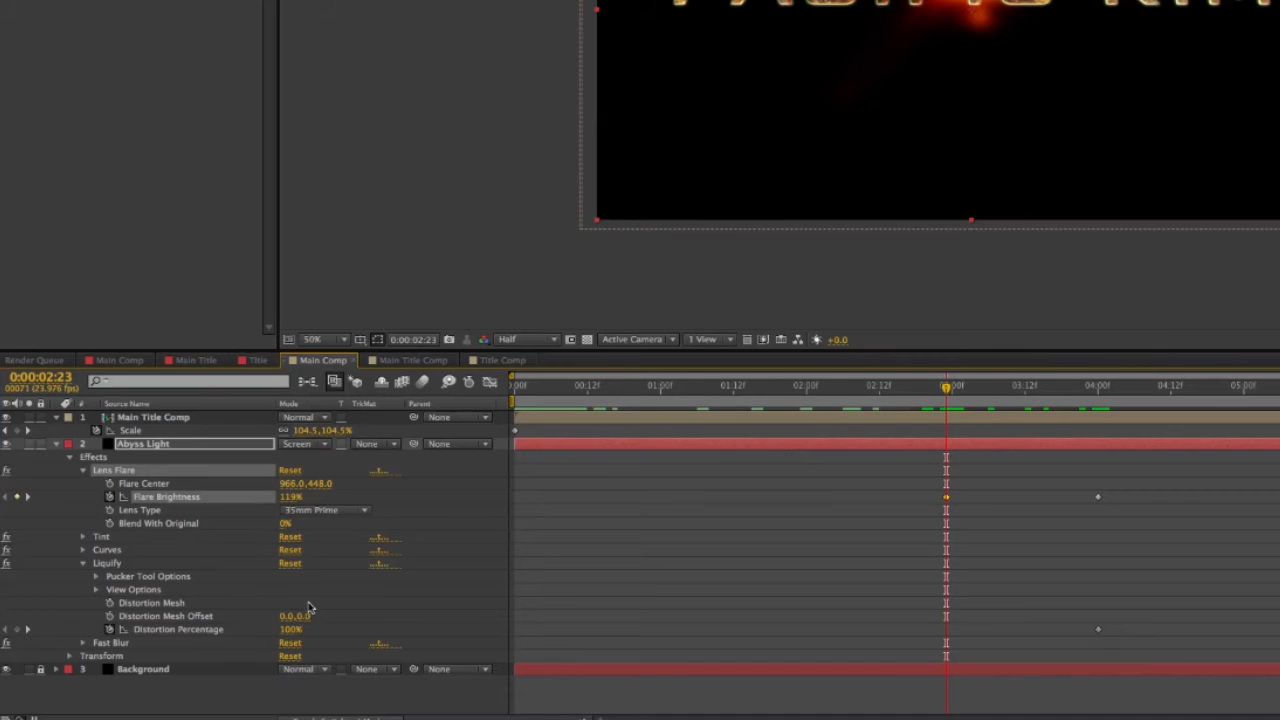 50% 0:00:02:23 Half Active Camera 1 View +0.0
Render Queue Main Comp Main Title Title Main Comp Main Title Comp Title Comp
0:00:02:23
00071 (23.976 fps)
:00f 00:12f 01:00f 01:12f 02:00f 02:12f 03:12f 04:00f 04:12f 05:00f
# Source Name Mode T TrkMat Parent
1 Main Title Comp Normal None
Scale 104.5,104.5%
2 Abyss Light Screen None None
Effects
Lens Flare Reset
Flare Center 966.0,448.0
Flare Brightness 119%
Lens Type 35mm Prime
Blend With Original 0%
Tint Reset
Curves Reset
Liquify Reset
Pucker Tool Options
View Options
Distortion Mesh
Distortion Mesh Offset 0.0,0.0
Distortion Percentage 100%
Fast Blur Reset
Transform Reset
3 Background Normal None None